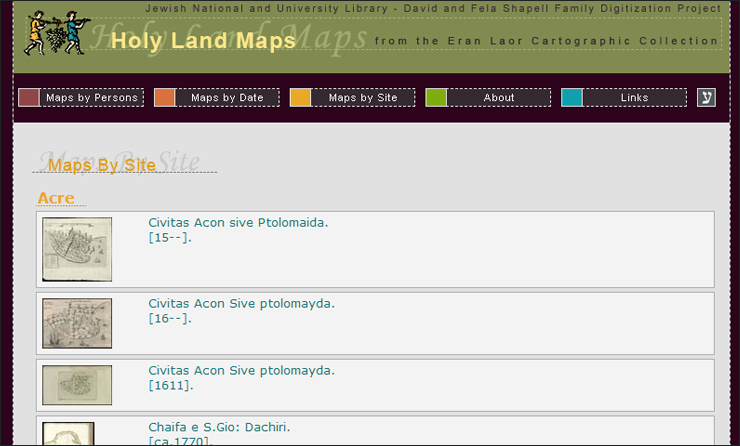 Jewish National and University Library - David and Fela Shapell Family Digitization Project
Holy Land Maps
Holy Land Maps
from the Eran Laor Cartographic Collection
Maps by Persons
Maps by Date
Maps by Site
About
Links
ע
Maps By Site
Maps By Site
Acre
Civitas Acon sive Ptolomaida.
[15--].
Civitas Acon Sive ptolomayda.
[16--].
Civitas Acon Sive ptolomayda.
[1611].
Chaifa e S.Gio: Dachiri.
[ca.1770].